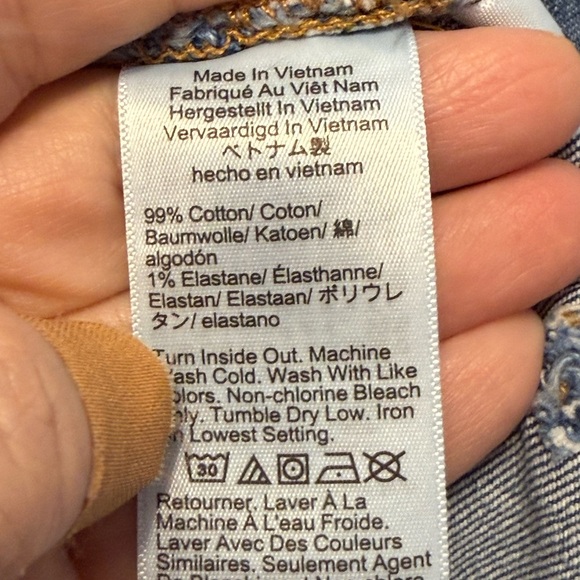 Made In Vietnam
Fabriqué Au Viêt Nam
Hergestellt In Vietnam
Vervaardigd In Vietnam
ベトナム製
hecho en vietnam
99% Cotton/ Coton/
Baumwolle/ Katoen/ 綿/
algodón
1% Elastane/ Élasthanne/
Elastan/ Elastaan/ ポリウレ
タン/ elastano
Turn Inside Out. Machine
Cold. Wash With Like
Non-chlorine Bleach
Tumble Dry Low. Iron
Lowest Setting.
30
Retourner. Laver À La
Machine À L'eau Froide.
Laver Avec Des Couleurs
Similaires. Seulement Agent